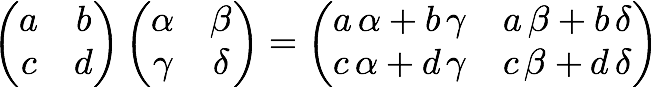 (a b) (α β) = (aα + bγ aβ + bδ)
(c d) (γ δ) (cα + dγ cβ + dδ)